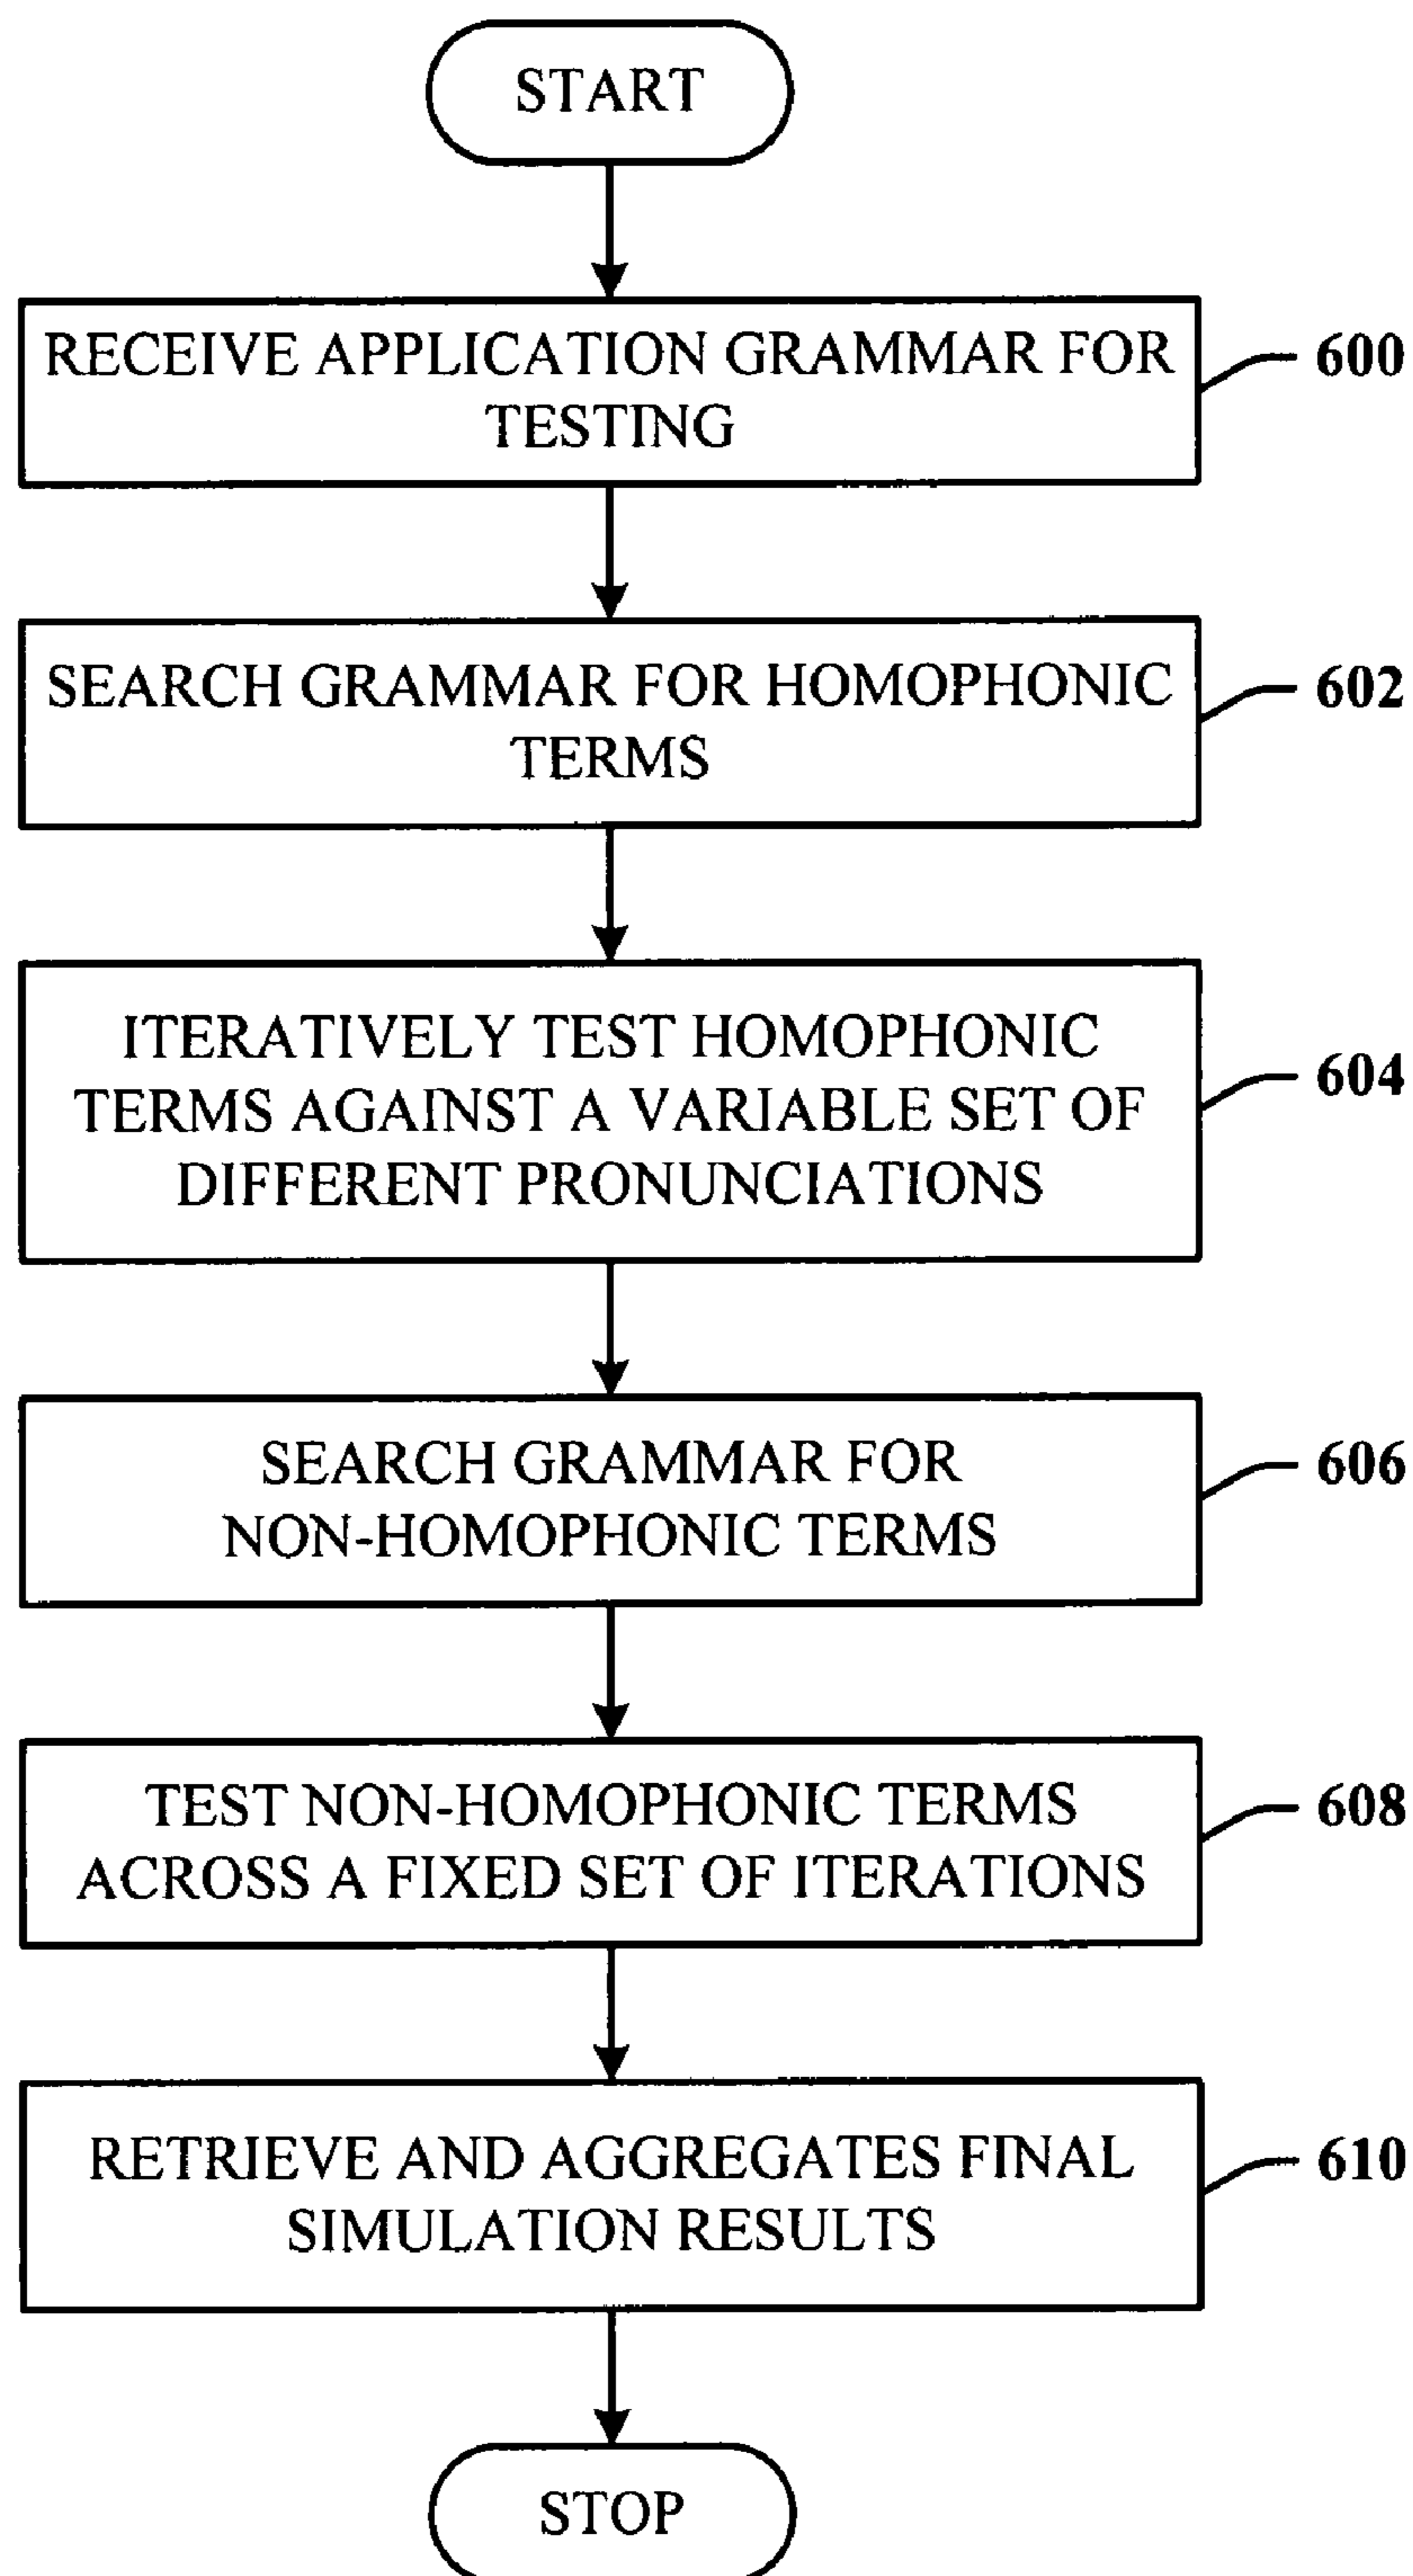 START
RECEIVE APPLICATION GRAMMAR FOR
TESTING
600
SEARCH GRAMMAR FOR HOMOPHONIC
TERMS
602
ITERATIVELY TEST HOMOPHONIC
TERMS AGAINST A VARIABLE SET OF
DIFFERENT PRONUNCIATIONS
604
SEARCH GRAMMAR FOR
NON-HOMOPHONIC TERMS
606
TEST NON-HOMOPHONIC TERMS
ACROSS A FIXED SET OF ITERATIONS
608
RETRIEVE AND AGGREGATES FINAL
SIMULATION RESULTS
610
STOP